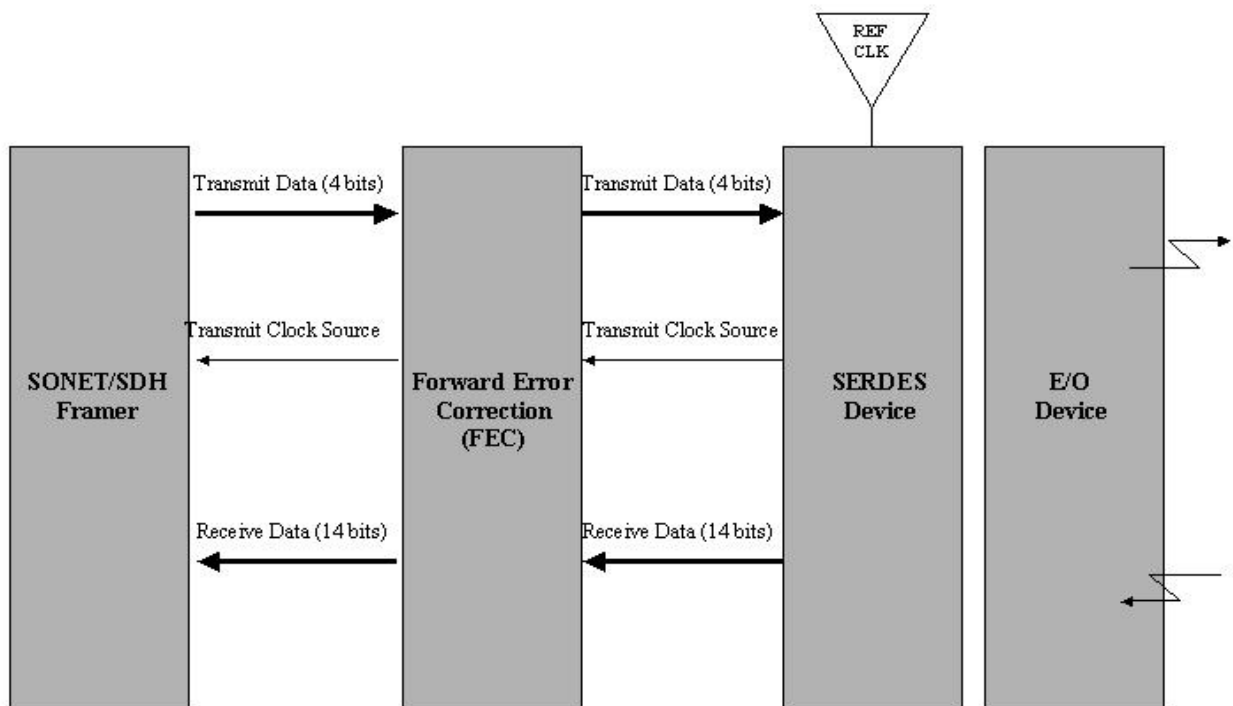 REF
CLK
Transmit Data (4 bits)
Transmit Data (4 bits)
Transmit Clock Source
Transmit Clock Source
SONET/SDH
Framer
Forward Error
Correction
(FEC)
SERDES
Device
E/O
Device
Receive Data (14 bits)
Receive Data (14 bits)